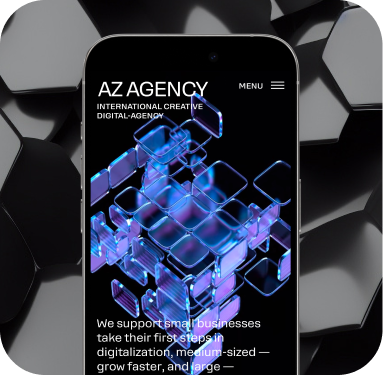 AZ AGENCY
MENU
INTERNATIONAL CREATIVE
DIGITAL-AGENCY
We support small businesses
take their first steps in
digitalization, medium-sized —
grow faster, and large —